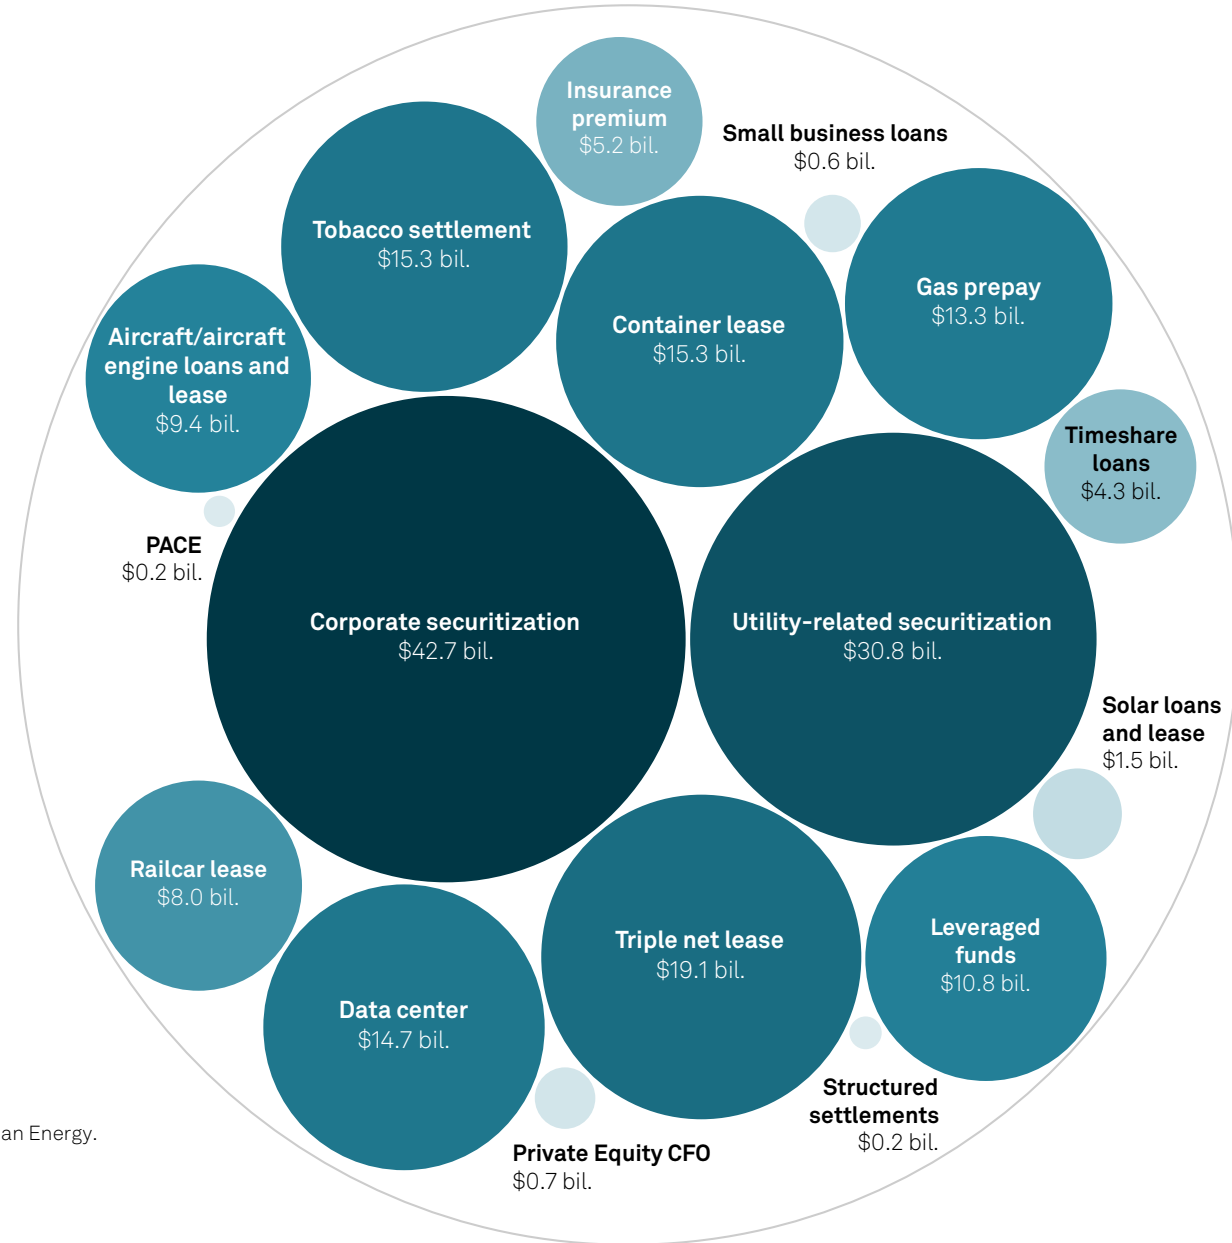 Insurance
premium
$5.2 bil.
Small business loans
$0.6 bil.
Tobacco settlement
$15.3 bil.
Gas prepay
$13.3 bil.
Container lease
$15.3 bil.
Aircraft/aircraft
engine loans and
lease
$9.4 bil.
Timeshare
loans
$4.3 bil.
PACE
$0.2 bil.
Corporate securitization
$42.7 bil.
Utility-related securitization
$30.8 bil.
Solar loans
and lease
$1.5 bil.
Railcar lease
$8.0 bil.
Triple net lease
$19.1 bil.
Leveraged
funds
$10.8 bil.
Data center
$14.7 bil.
Structured
settlements
$0.2 bil.
an Energy.
Private Equity CFO
$0.7 bil.